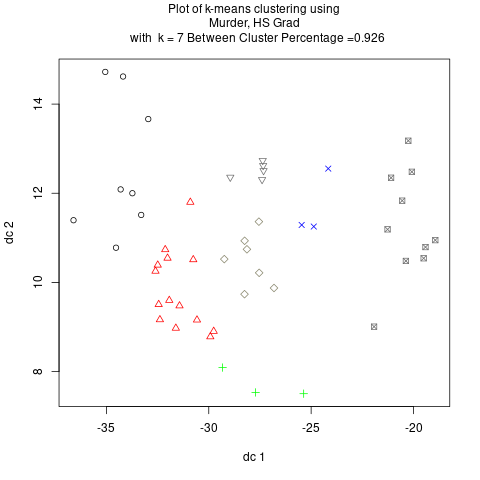 Plot of k-means clustering using
Murder, HS Grad
with  k = 7 Between Cluster Percentage =0.926
14
12
10
8
dc 2
-35
-30
-25
-20
dc 1